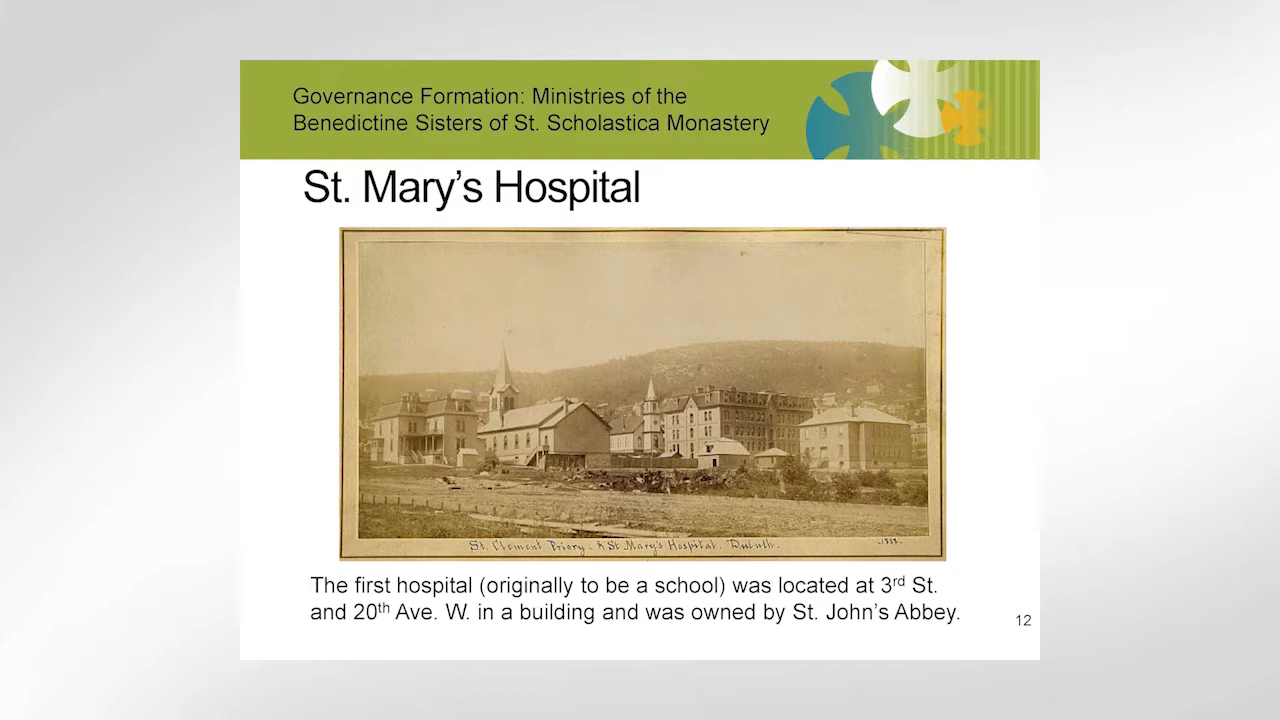 Governance Formation: Ministries of the
Benedictine Sisters of St. Scholastica Monastery
St. Mary’s Hospital
St. Clement Priory. & St. Mary's Hospital. Duluth.
The first hospital (originally to be a school) was located at 3rd St.
and 20th Ave. W. in a building and was owned by St. John’s Abbey.
12